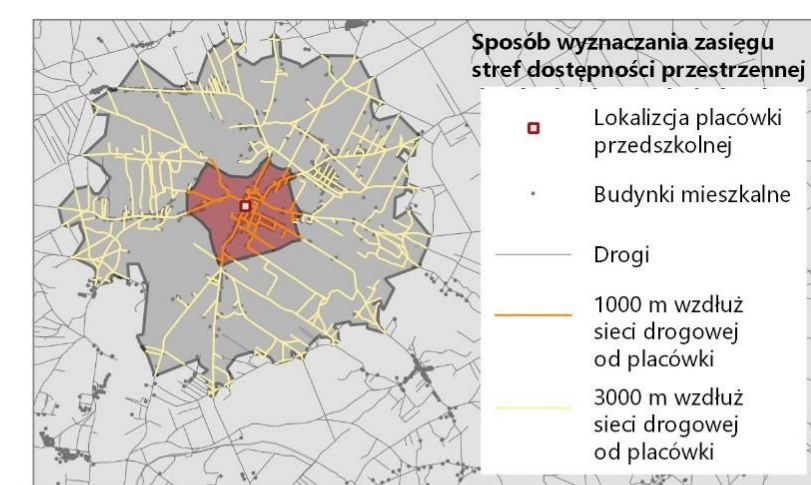 Sposób wyznaczania zasięgu
stref dostępności przestrzennej
Lokalizcja placówki
przedszkolnej
Budynki mieszkalne
Drogi
1000 m wzdłuż
sieci drogowej
od placówki
3000 m wzdłuż
sieci drogowej
od placówki